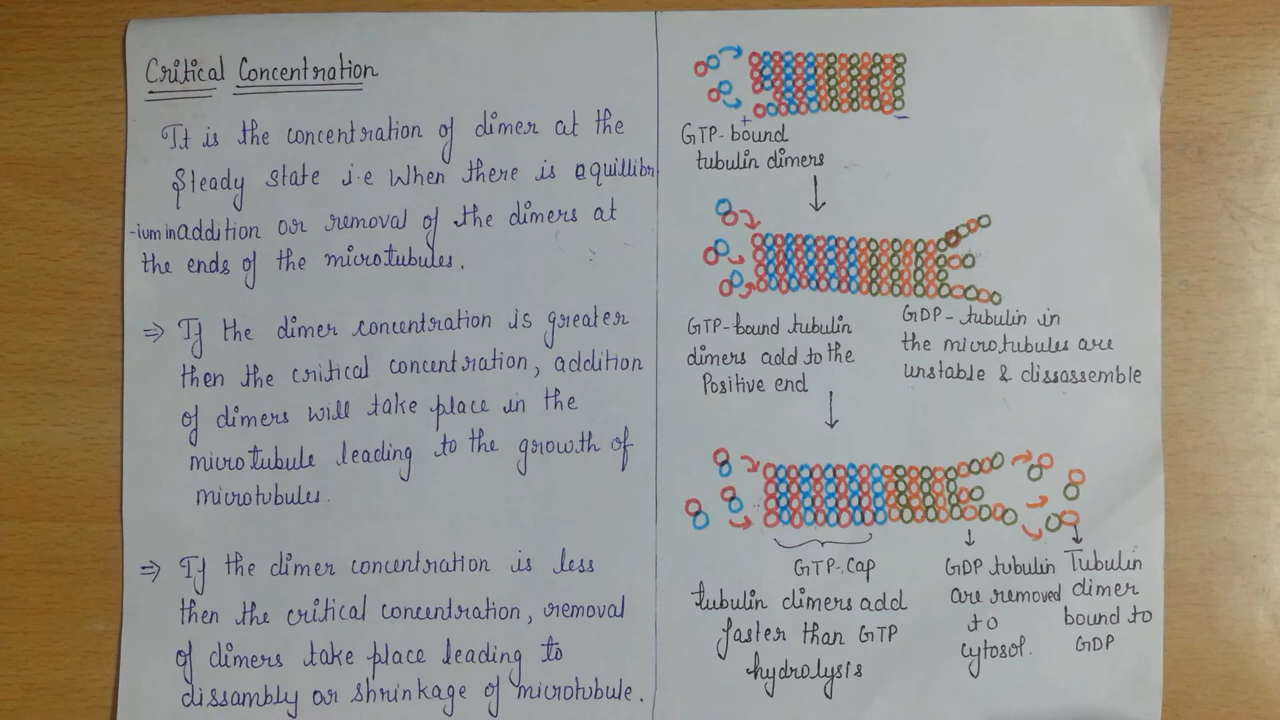 Critical Concentration
It is the concentration of dimer at the
steady state i.e When there is equillibr
-ium in addition or removal of the dimers at
the ends of the microtubules.
⇒ If the dimer concentration is greater
then the critical concentration, addition
of dimers will take place in the
microtubule leading to the growth of
microtubules.
⇒ If the dimer concentration is less
then the critical concentration, removal
of dimers take place leading to
dissambly or shrinkage of microtubule.
+
-
GTP-bound
tubulin dimers
GTP-bound tubulin
dimers add to the
Positive end
GDP-tubulin in
the microtubules are
unstable & dissassemble
GTP-Cap
tubulin dimers add
faster than GTP
hydrolysis
GDP tubulin
are removed
to
cytosol.
Tubulin
dimer
bound to
GDP